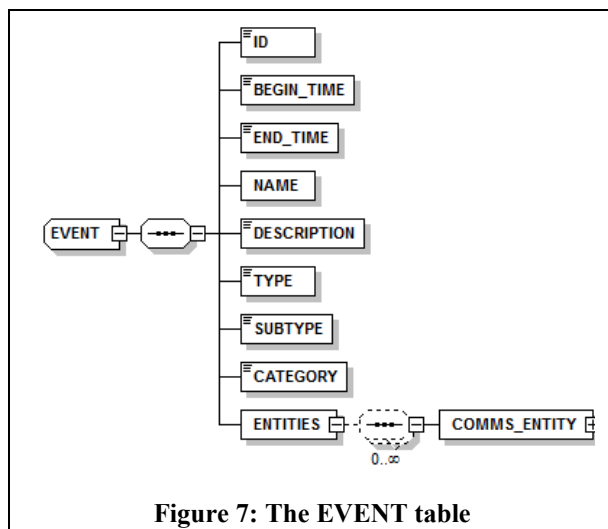 ID
BEGIN_TIME
END_TIME
NAME
EVENT
DESCRIPTION
TYPE
SUBTYPE
CATEGORY
ENTITIES
COMMS_ENTITY
0..∞
Figure 7: The EVENT table